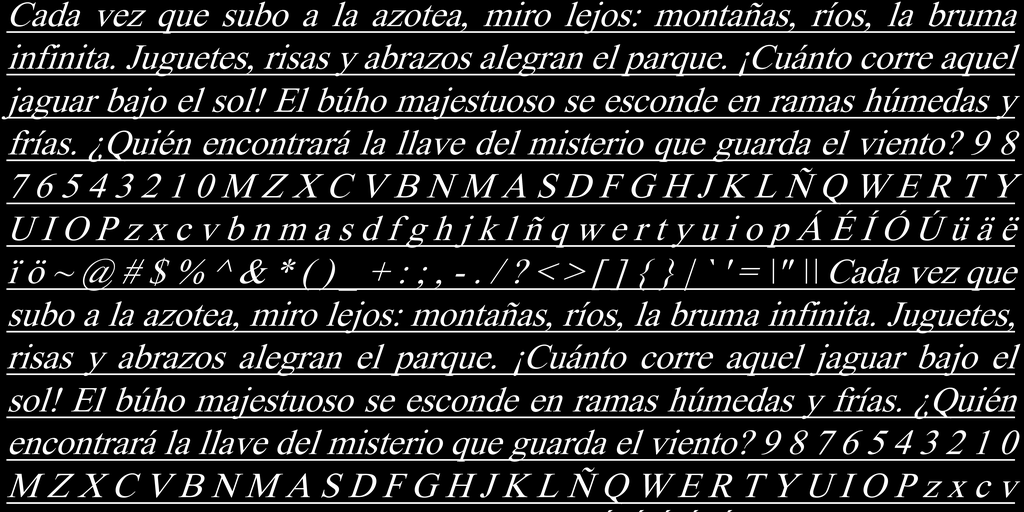 Cada vez que subo a la azotea, miro lejos: montañas, ríos, la bruma
infinita. Juguetes, risas y abrazos alegran el parque. ¡Cuánto corre aquel
jaguar bajo el sol! El búho majestuoso se esconde en ramas húmedas y
frías. ¿Quién encontrará la llave del misterio que guarda el viento? 9 8
7 6 5 4 3 2 1 0 M Z X C V B N M A S D F G H J K L Ñ Q W E R T Y
U I O P z x c v b n m a s d f g h j k l ñ q w e r t y u i o p Á É Í Ó Ú ü ä ë
ï ö ~ @ # $ % ^ & * ( ) _ + : ; , - . / ? < > [ ] { } | ` ' = \" \\ Cada vez que
subo a la azotea, miro lejos: montañas, ríos, la bruma infinita. Juguetes,
risas y abrazos alegran el parque. ¡Cuánto corre aquel jaguar bajo el
sol! El búho majestuoso se esconde en ramas húmedas y frías. ¿Quién
encontrará la llave del misterio que guarda el viento? 9 8 7 6 5 4 3 2 1 0
M Z X C V B N M A S D F G H J K L Ñ Q W E R T Y U I O P z x c v